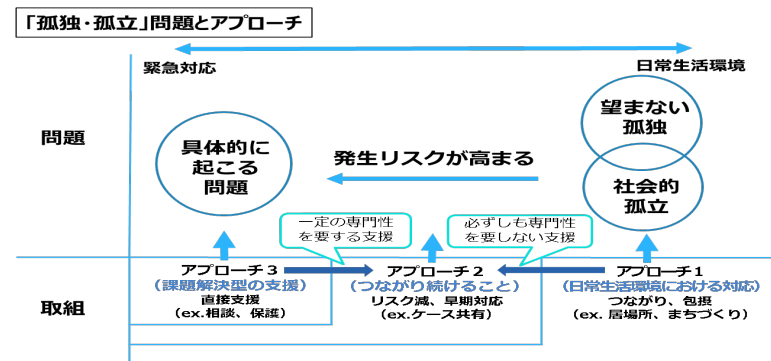 「孤独・孤立」問題とアプローチ
緊急対応
日常生活環境
問題
具体的に
起こる
問題
発生リスクが高まる
望まない
孤独
社会的
孤立
一定の専門性
を要する支援
必ずしも専門性
を要しない支援
取組
アプローチ3
(課題解決型の支援)
直接支援
(ex.相談、保護)
アプローチ2
(つながり続けること)
リスク減、早期対応
(ex.ケース共有)
アプローチ1
(日常生活環境における対応)
つながり、包摂
(ex. 居場所、まちづくり)